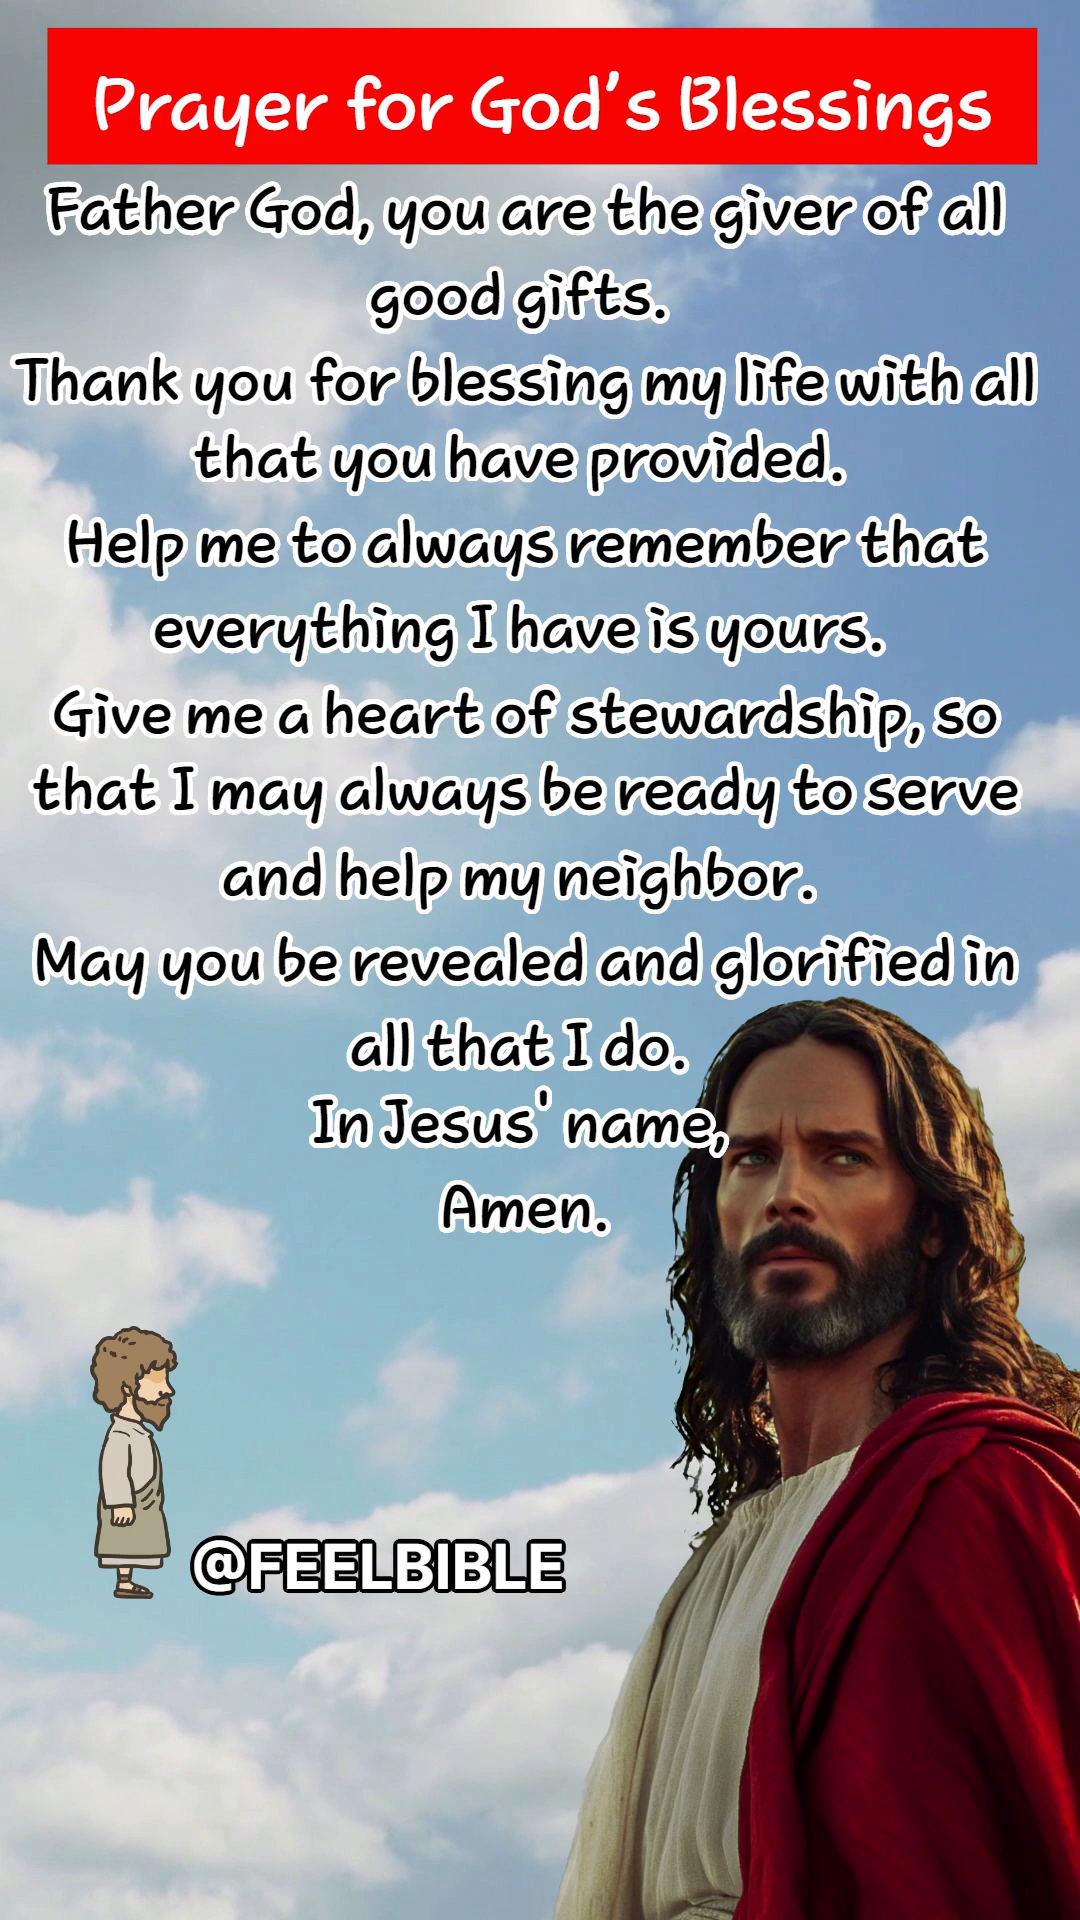 Prayer for God’s Blessings
Father God, you are the giver of all
good gifts.
Thank you for blessing my life with all
that you have provided.
Help me to always remember that
everything I have is yours.
Give me a heart of stewardship, so
that I may always be ready to serve
and help my neighbor.
May you be revealed and glorified in
all that I do.
In Jesus' name,
Amen.
@FEELBIBLE